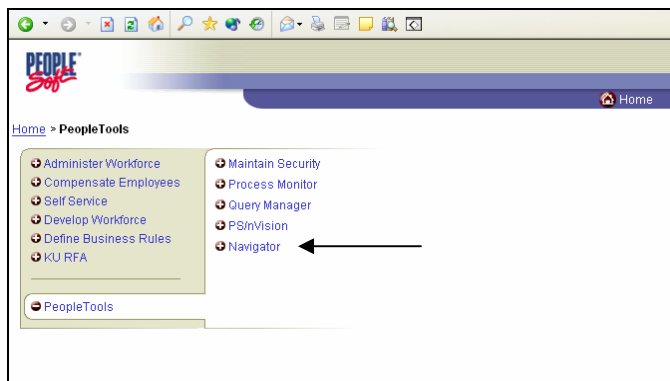 PEOPLE
Soft
Home
Home > PeopleTools
Administer Workforce
Compensate Employees
Self Service
Develop Workforce
Define Business Rules
KU RFA
PeopleTools
Maintain Security
Process Monitor
Query Manager
PS/nVision
Navigator